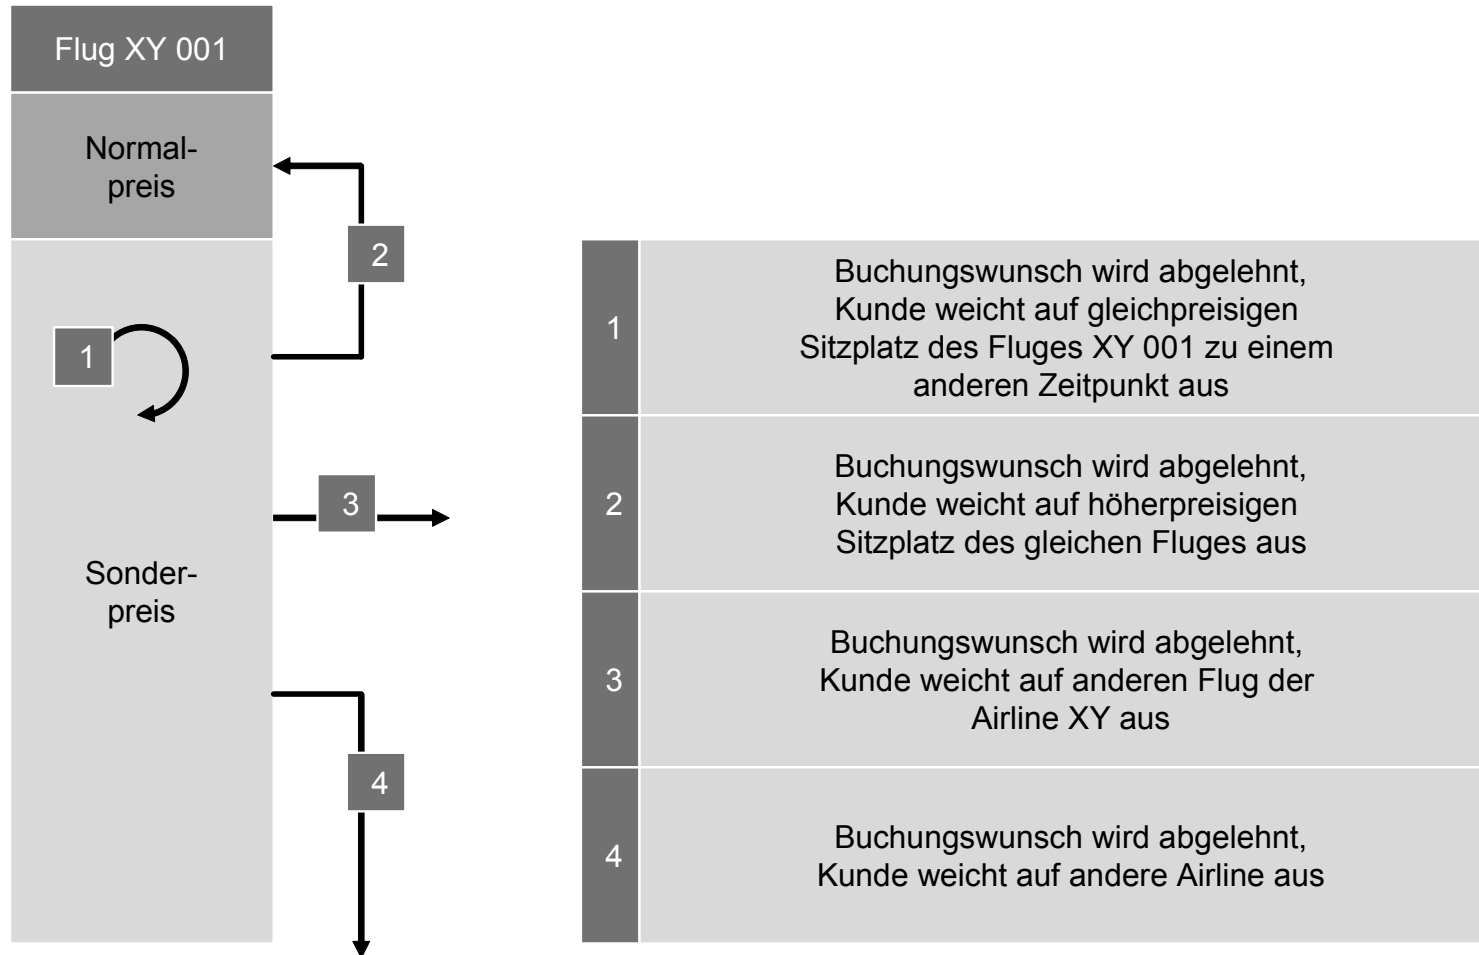 Flug XY 001
Normal-
preis
2
1
3
Sonder-
preis
4
1
Buchungswunsch wird abgelehnt,
Kunde weicht auf gleichpreisigen
Sitzplatz des Fluges XY 001 zu einem
anderen Zeitpunkt aus
2
Buchungswunsch wird abgelehnt,
Kunde weicht auf höherpreisigen
Sitzplatz des gleichen Fluges aus
3
Buchungswunsch wird abgelehnt,
Kunde weicht auf anderen Flug der
Airline XY aus
4
Buchungswunsch wird abgelehnt,
Kunde weicht auf andere Airline aus